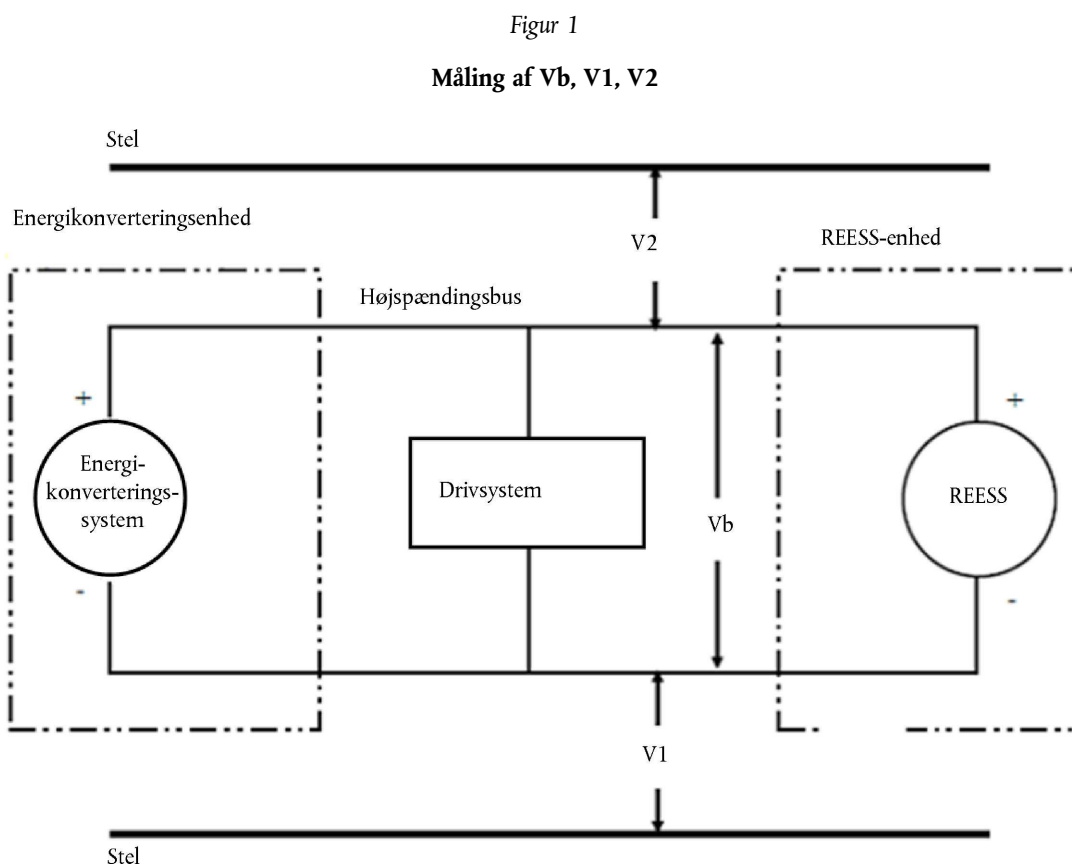 Figur 1
Måling af Vb, V1, V2
Stel
Energikonverteringsenhed
V2
REESS-enhed
Højspændingsbus
+
+
Energi-
konverterings-
system
Drivsystem
REESS
Vb
-
-
V1
Stel